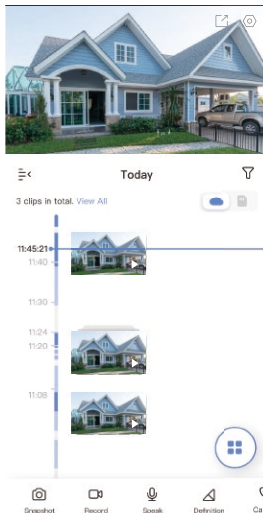 Today
3 clips in total. View All
11:45:21
11:40
11:30
11:24
11:20
11:08
Snapshot
Record
Speak
Definition
Ca